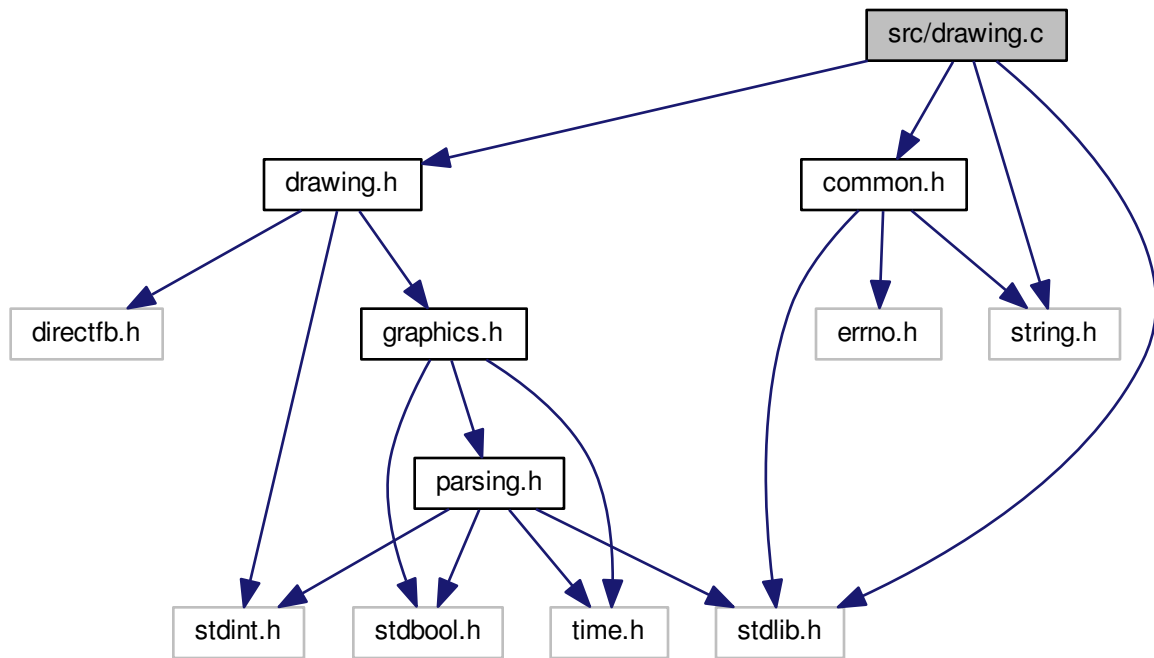 src/drawing.c
drawing.h
common.h
directfb.h
graphics.h
errno.h
string.h
parsing.h
stdint.h
stdbool.h
time.h
stdlib.h